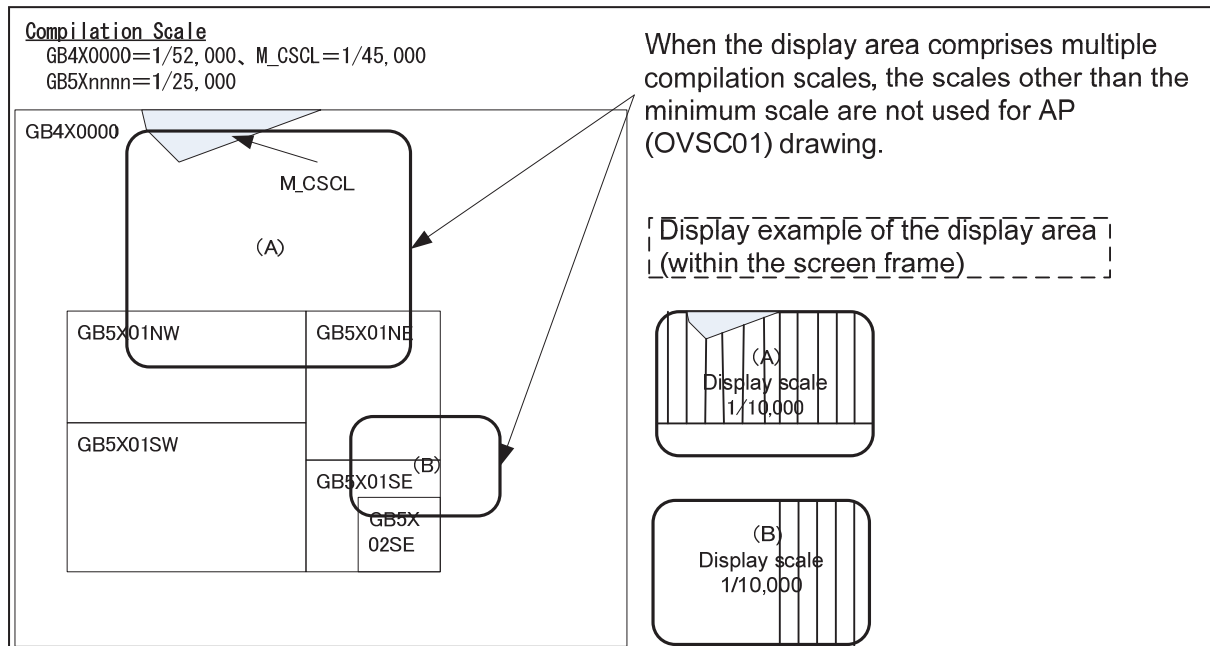 Compilation Scale
GB4X0000＝1/52,000、M_CSCL＝1/45,000
GB5Xnnnn＝1/25,000
GB4X0000
M_CSCL
(A)
GB5X01NW
GB5X01NE
GB5X01SW
(B)
GB5X01SE
GB5X
02SE
When the display area comprises multiple
compilation scales, the scales other than the
minimum scale are not used for AP
(OVSC01) drawing.
Display example of the display area
(within the screen frame)
(A)
Display scale
1/10,000
(B)
Display scale
1/10,000